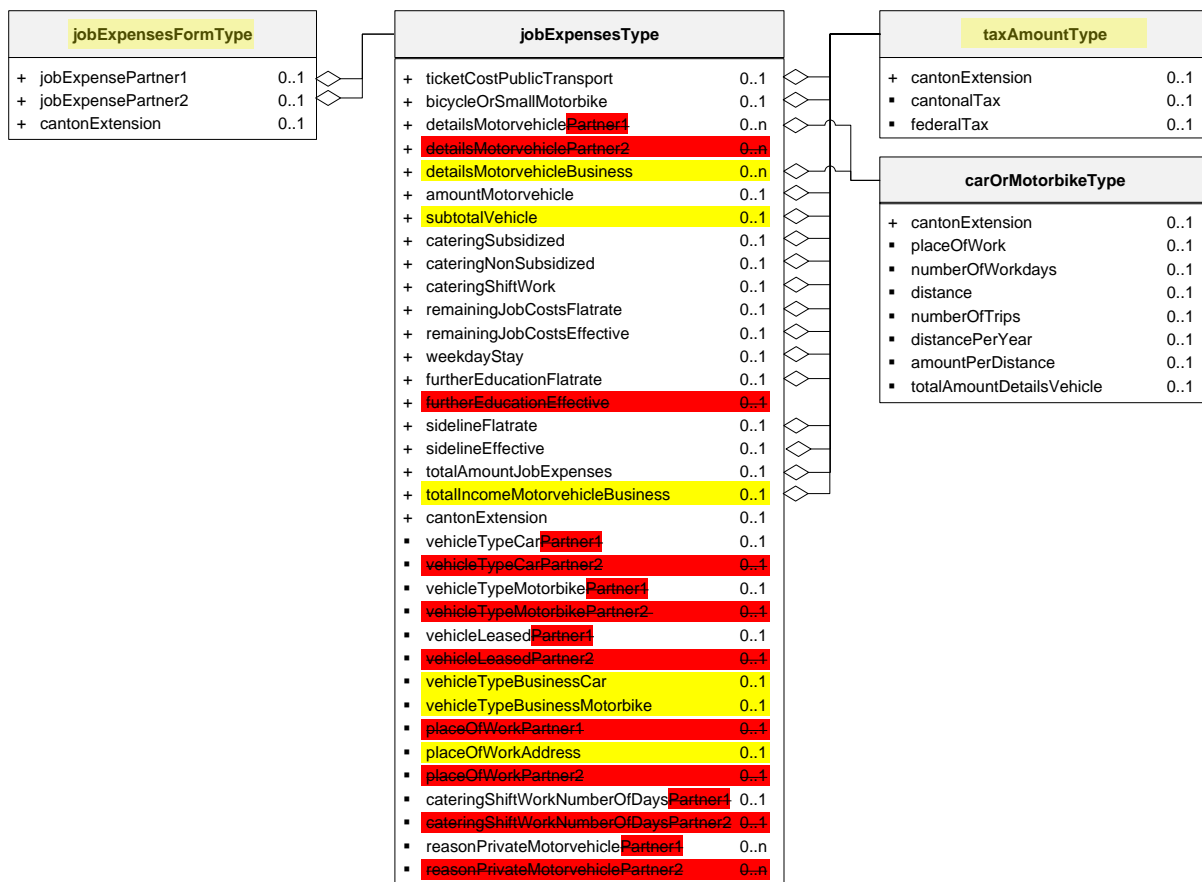 jobExpensesFormType
+ jobExpensePartner1 0..1
+ jobExpensePartner2 0..1
+ cantonExtension 0..1
jobExpensesType
+ ticketCostPublicTransport 0..1
+ bicycleOrSmallMotorbike 0..1
+ detailsMotorvehiclePartner1 0..n
+ detailsMotorvehiclePartner2 0..n
+ detailsMotorvehicleBusiness 0..n
+ amountMotorvehicle 0..1
+ subtotalVehicle 0..1
+ cateringSubsidized 0..1
+ cateringNonSubsidized 0..1
+ cateringShiftWork 0..1
+ remainingJobCostsFlatrate 0..1
+ remainingJobCostsEffective 0..1
+ weekdayStay 0..1
+ furtherEducationFlatrate 0..1
+ furtherEducationEffective 0..1
+ sidelineFlatrate 0..1
+ sidelineEffective 0..1
+ totalAmountJobExpenses 0..1
+ totalIncomeMotorvehicleBusiness 0..1
+ cantonExtension 0..1
▪ vehicleTypeCarPartner1 0..1
▪ vehicleTypeCarPartner2 0..1
▪ vehicleTypeMotorbikePartner1 0..1
▪ vehicleTypeMotorbikePartner2 0..1
▪ vehicleLeasedPartner1 0..1
▪ vehicleLeasedPartner2 0..1
▪ vehicleTypeBusinessCar 0..1
▪ vehicleTypeBusinessMotorbike 0..1
▪ placeOfWorkPartner1 0..1
▪ placeOfWorkAddress 0..1
▪ placeOfWorkPartner2 0..1
▪ cateringShiftWorkNumberOfDaysPartner1 0..1
▪ cateringShiftWorkNumberOfDaysPartner2 0..1
▪ reasonPrivateMotorvehiclePartner1 0..n
▪ reasonPrivateMotorvehiclePartner2 0..n
taxAmountType
+ cantonExtension 0..1
▪ cantonalTax 0..1
▪ federalTax 0..1
carOrMotorbikeType
+ cantonExtension 0..1
▪ placeOfWork 0..1
▪ numberOfWorkdays 0..1
▪ distance 0..1
▪ numberOfTrips 0..1
▪ distancePerYear 0..1
▪ amountPerDistance 0..1
▪ totalAmountDetailsVehicle 0..1